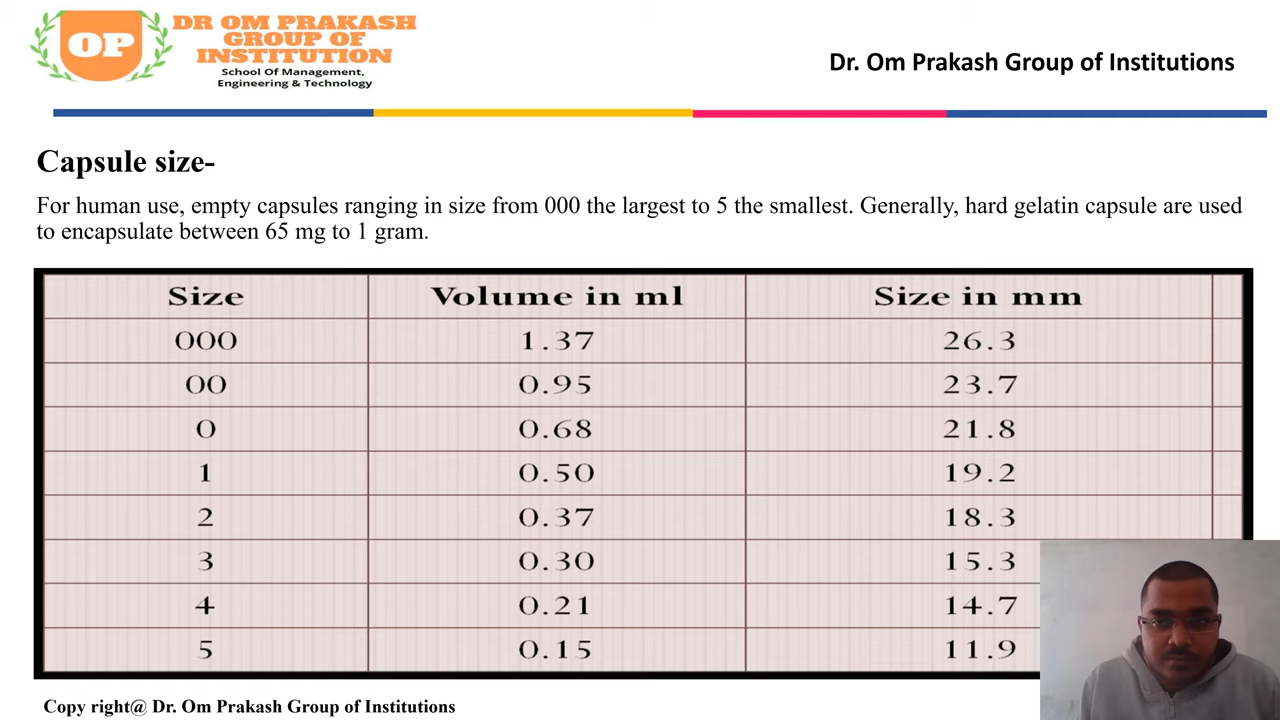 OP
DR OM PRAKASH
GROUP OF
INSTITUTION
School Of Management,
Engineering & Technology
Dr. Om Prakash Group of Institutions
Capsule size-
For human use, empty capsules ranging in size from 000 the largest to 5 the smallest. Generally, hard gelatin capsule are used
to encapsulate between 65 mg to 1 gram.
Size Volume in ml Size in mm
000 1.37 26.3
00 0.95 23.7
0 0.68 21.8
1 0.50 19.2
2 0.37 18.3
3 0.30 15.3
4 0.21 14.7
5 0.15 11.9
Copy right@ Dr. Om Prakash Group of Institutions